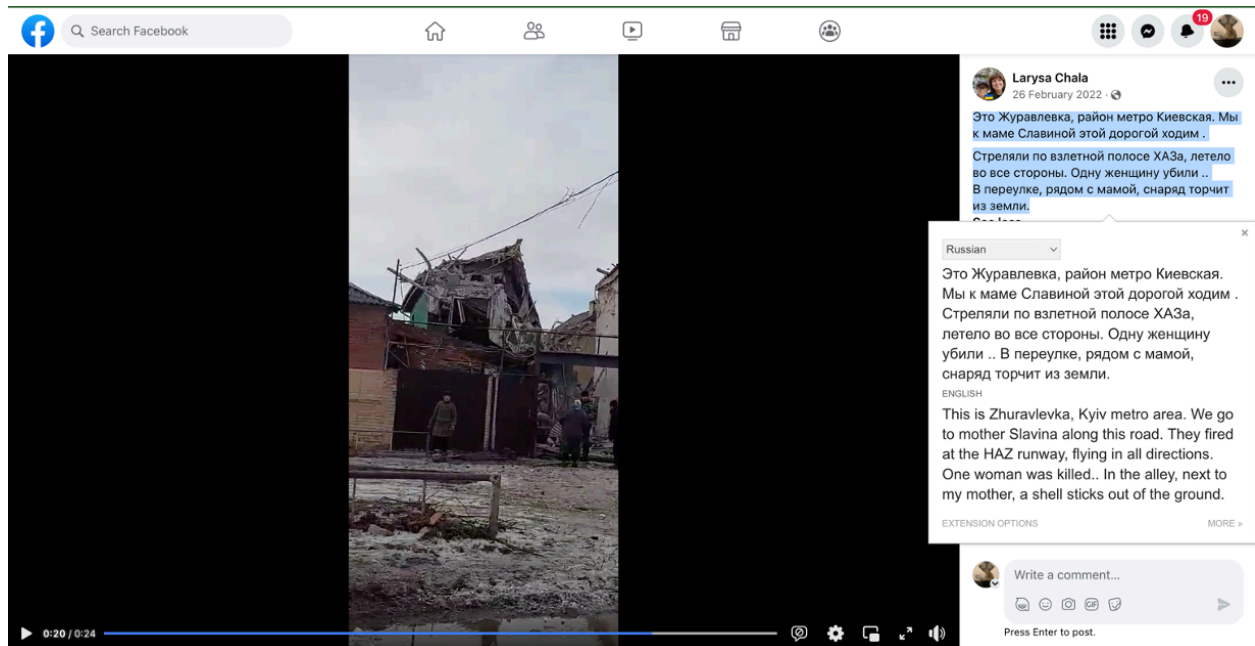 Search Facebook
19
Larysa Chala
26 February 2022 ·
Это Журавлевка, район метро Киевская. Мы
к маме Славиной этой дорогой ходим .
Стреляли по взлетной полосе ХАЗа, летело
во все стороны. Одну женщину убили ..
В переулке, рядом с мамой, снаряд торчит
из земли.
Russian
Это Журавлевка, район метро Киевская.
Мы к маме Славиной этой дорогой ходим .
Стреляли по взлетной полосе ХАЗа,
летело во все стороны. Одну женщину
убили .. В переулке, рядом с мамой,
снаряд торчит из земли.
ENGLISH
This is Zhuravlevka, Kyiv metro area. We go
to mother Slavina along this road. They fired
at the HAZ runway, flying in all directions.
One woman was killed.. In the alley, next to
my mother, a shell sticks out of the ground.
EXTENSION OPTIONS
MORE »
Write a comment...
GIF
Press Enter to post.
0:20 / 0:24